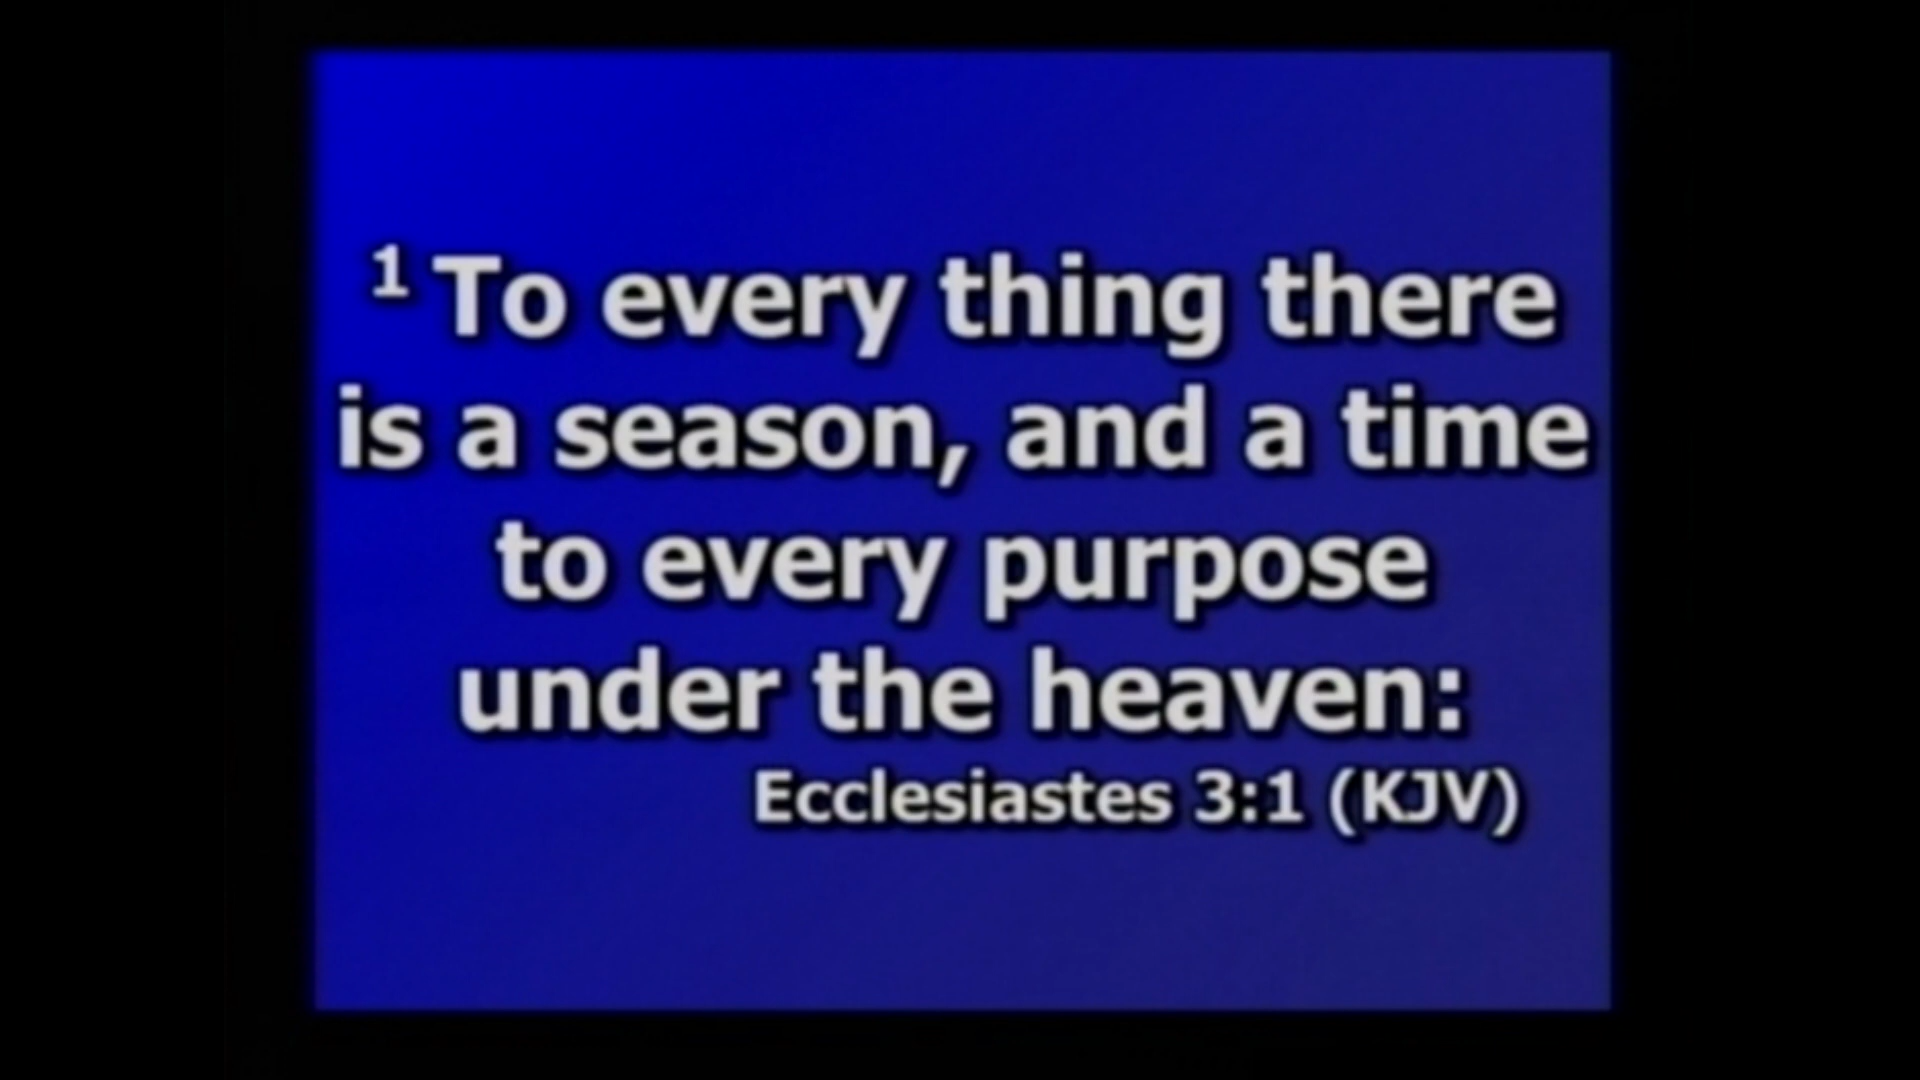 1 To every thing there
is a season, and a time
to every purpose
under the heaven:
Ecclesiastes 3:1 (KJV)